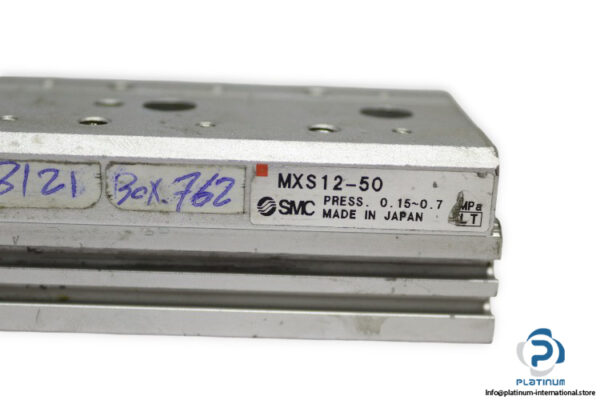 3121
Box.762
MXS12-50
SMC PRESS. 0.15~0.7 MPa
MADE IN JAPAN LT
PLATINUM
Info@platinum-international.store